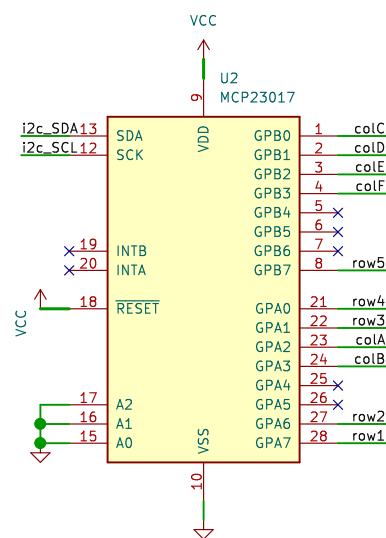 VCC
U2
MCP23017
9
VDD
i2c_SDA 13 SDA GPB0 1 colC
i2c_SCL 12 SCK GPB1 2 colD
GPB2 3 colE
GPB3 4 colF
GPB4 5
GPB5 6
19 INTB GPB6 7
20 INTA GPB7 8 row5
VCC 18 RESET GPA0 21 row4
GPA1 22 row3
GPA2 23 colA
GPA3 24 colB
GPA4 25
17 A2 GPA5 26
16 A1 GPA6 27 row2
15 A0 GPA7 28 row1
VSS
10